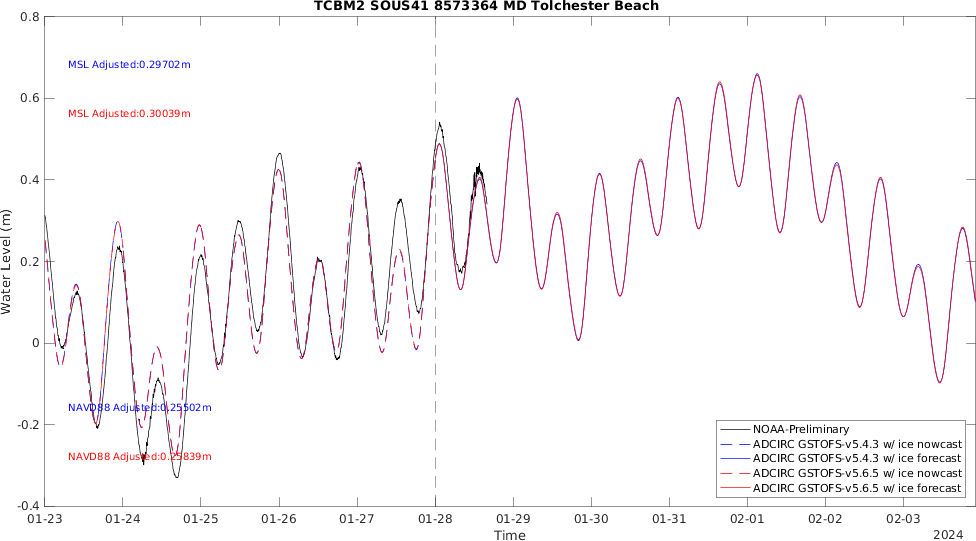 TCBM2 SOUS41 8573364 MD Tolchester Beach
0.8
MSL Adjusted:0.29702m
0.6
MSL Adjusted:0.30039m
0.4
0.2
Water Level (m)
0
NAVD88 Adjusted:0.25502m
-0.2
NAVD88 Adjusted:0.25839m
-0.4
NOAA-Preliminary
ADCIRC GSTOFS-v5.4.3 w/ ice nowcast
ADCIRC GSTOFS-v5.4.3 w/ ice forecast
ADCIRC GSTOFS-v5.6.5 w/ ice nowcast
ADCIRC GSTOFS-v5.6.5 w/ ice forecast
01-23 01-24 01-25 01-26 01-27 01-28 01-29 01-30 01-31 02-01 02-02 02-03
Time
2024